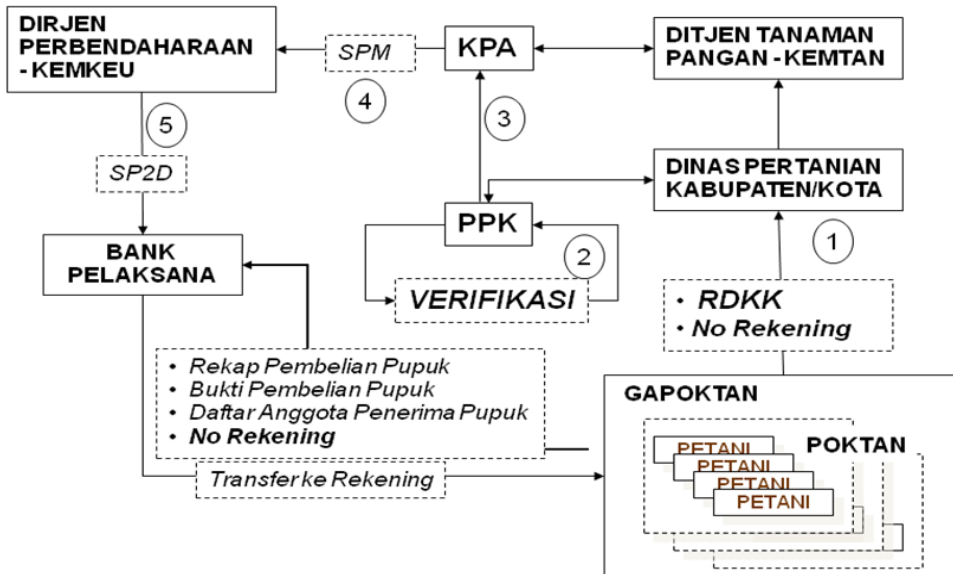 DIRJEN
PERBENDAHARAAN
- KEMKEU
SPM
KPA
DITJEN TANAMAN
PANGAN - KEMTAN
4
3
5
SP2D
DINAS PERTANIAN
KABUPATEN/KOTA
PPK
1
2
BANK
PELAKSANA
VERIFIKASI
• RDKK
• No Rekening
• Rekap Pembelian Pupuk
• Bukti Pembelian Pupuk
• Daftar Anggota Penerima Pupuk
• No Rekening
Transfer ke Rekening
GAPOKTAN
POKTAN
PETANI
PETANI
PETANI
PETANI